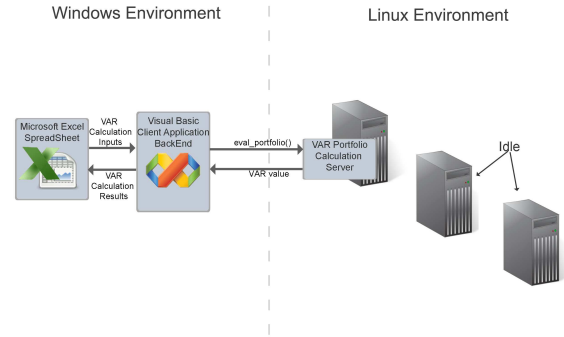 Windows Environment
Linux Environment
Microsoft Excel
SpreadSheet
VAR
Calculation
Inputs
VAR
Calculation
Results
Visual Basic
Client Application
BackEnd
eval_portfolio()
VAR value
VAR Portfolio
Calculation
Server
Idle